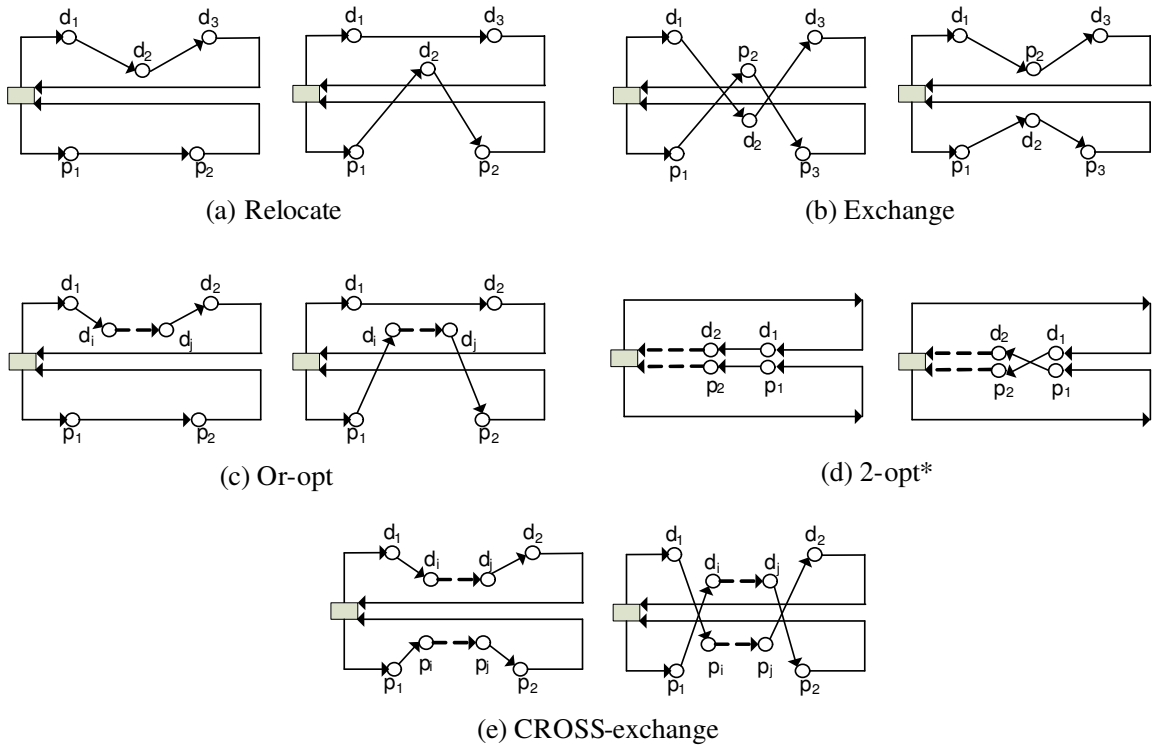 d1 d3 d1 d3 d1 d3 d1 d3
d2 d2 p2 p2
d2 d2
p1 p2 p1 p2 p1 p3 p1 p3
(a) Relocate (b) Exchange
d1 d2 d1 d2
di dj di dj d2 d1 d2 d1
p2 p1 p2 p1
p1 p2 p1 p2
(c) Or-opt (d) 2-opt*
d1 d2 d1 d2
di dj di dj
pi pj pi pj
p1 p2 p1 p2
(e) CROSS-exchange